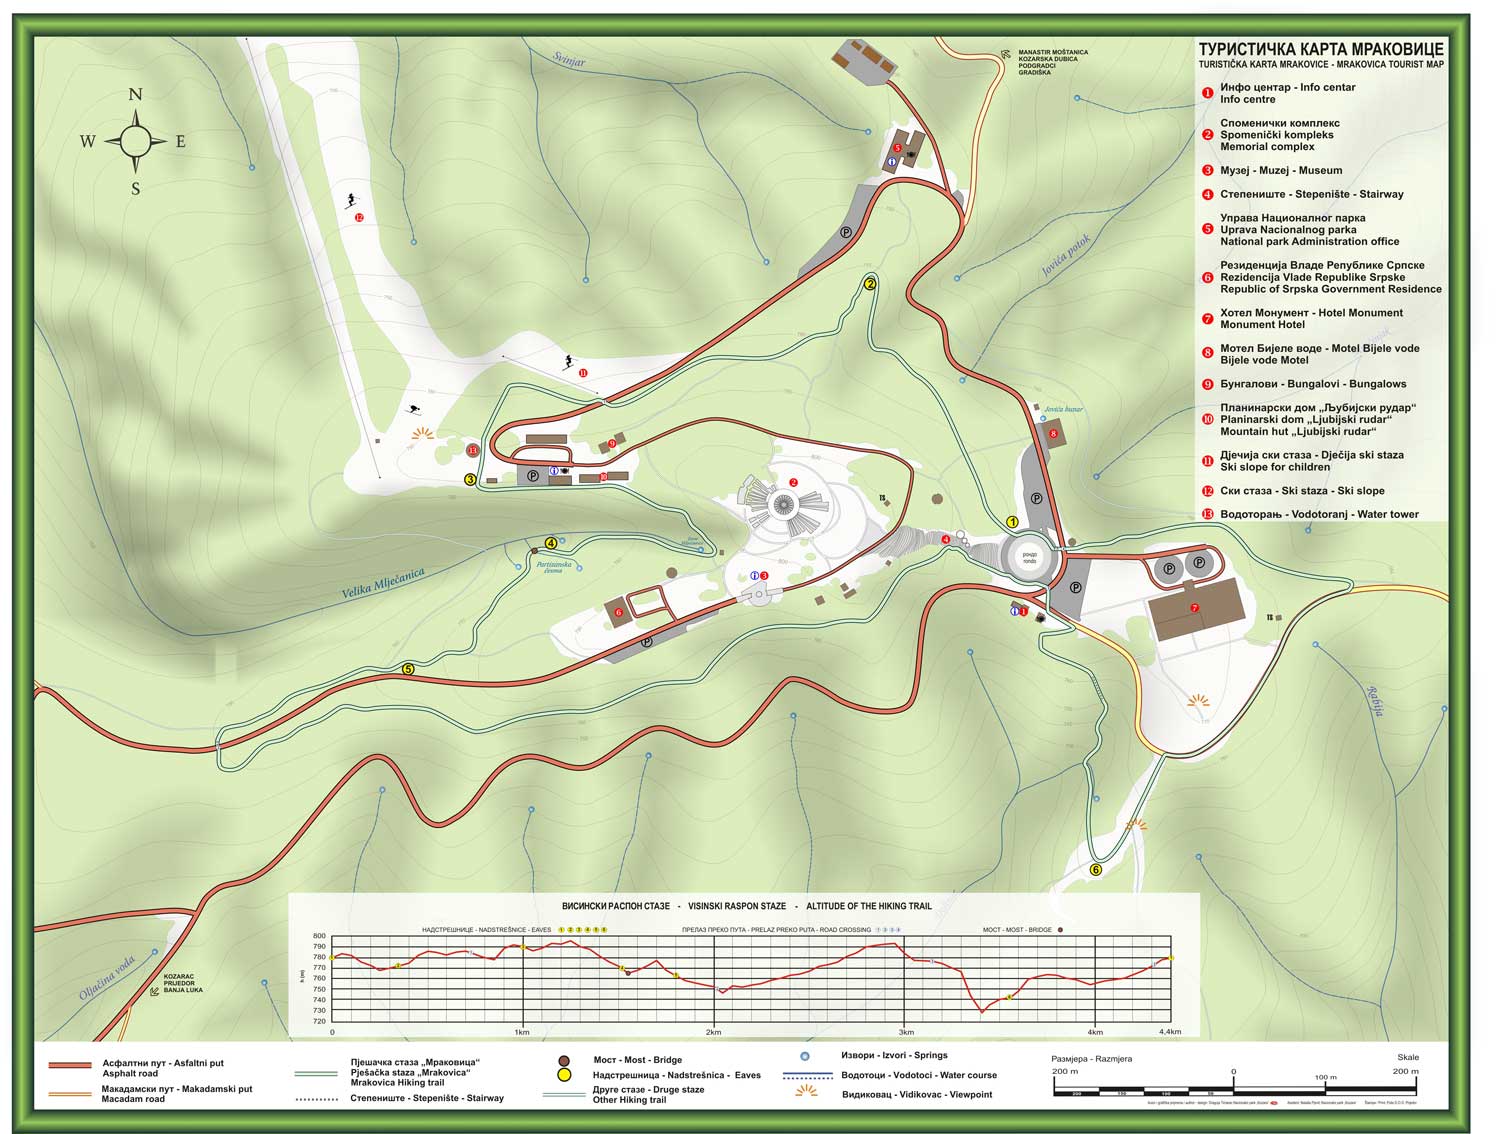 ТУРИСТИЧКА КАРТА МРАКОВИЦЕ
TURISTIČKA KARTA MRAKOVICE - MRAKOVICA TOURIST MAP
1 Инфо центар - Info centar
Info centre
2 Споменички комплекс
Spomenički kompleks
Memorial complex
3 Музеј - Muzej - Museum
4 Степениште - Stepenište - Stairway
5 Управа Националног парка
Uprava Nacionalnog parka
National park Administration office
6 Резиденција Владе Републике Српске
Rezidencija Vlade Republike Srpske
Republic of Srpska Government Residence
7 Хотел Монумент - Hotel Monument
Monument Hotel
8 Мотел Бијеле воде - Motel Bijele vode
Bijele vode Motel
9 Бунгалови - Bungalovi - Bungalows
10 Планинарски дом „Љубијски рудар“
Planinarski dom „Ljubijski rudar“
Mountain hut „Ljubijski rudar“
11 Дјечија ски стаза - Dječija ski staza
Ski slope for children
12 Ски стаза - Ski staza - Ski slope
13 Водоторањ - Vodotoranj - Water tower
MANASTIR MOŠTANICA
KOZARSKA DUBICA
PODGRADCI
GRADIŠKA
N
W E
S
Svinjar
Jovića potok
Jovića bunar
Velika Mlječanica
Partizanska
česma
рондо
rondo
TS
TS
Rabija
Oljačina voda
KOZARAC
PRIJEDOR
BANJA LUKA
ВИСИНСКИ РАСПОН СТАЗЕ - VISINSKI RASPON STAZE - ALTITUDE OF THE HIKING TRAIL
НАДСТРЕШНИЦЕ - NADSTREŠNICE - EAVES 1 2 3 4 5 6
ПРЕЛАЗ ПРЕКО ПУТА - PRELAZ PREKO PUTA - ROAD CROSSING 1 2 3 4
МОСТ - MOST - BRIDGE
h (m)
800
790
780
770
760
750
740
730
720
0 1km 2km 3km 4km 4,4km
Асфалтни пут - Asfaltni put
Asphalt road
Макадамски пут - Makadamski put
Macadam road
Пјешачка стаза „Мраковица“
Pješačka staza „Mrakovica“
Mrakovica Hiking trail
Степениште - Stepenište - Stairway
Мост - Most - Bridge
Надстрешница - Nadstrešnica - Eaves
Друге стазе - Druge staze
Other Hiking trail
Извори - Izvori - Springs
Водотоци - Vodotoci - Water course
Видиковац - Vidikovac - Viewpoint
Размјера - Razmjera Skale
200 m 0 100 m 200 m
200 150 100 50